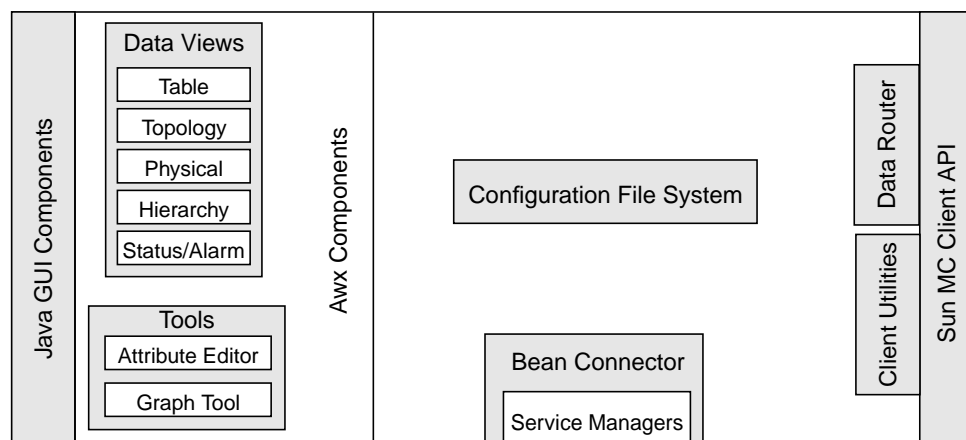 Java GUI Components
Data Views
Table
Topology
Physical
Hierarchy
Status/Alarm
Tools
Attribute Editor
Graph Tool
Awx Components
Configuration File System
Bean Connector
Service Managers
Data Router
Client Utilities
Sun MC Client API